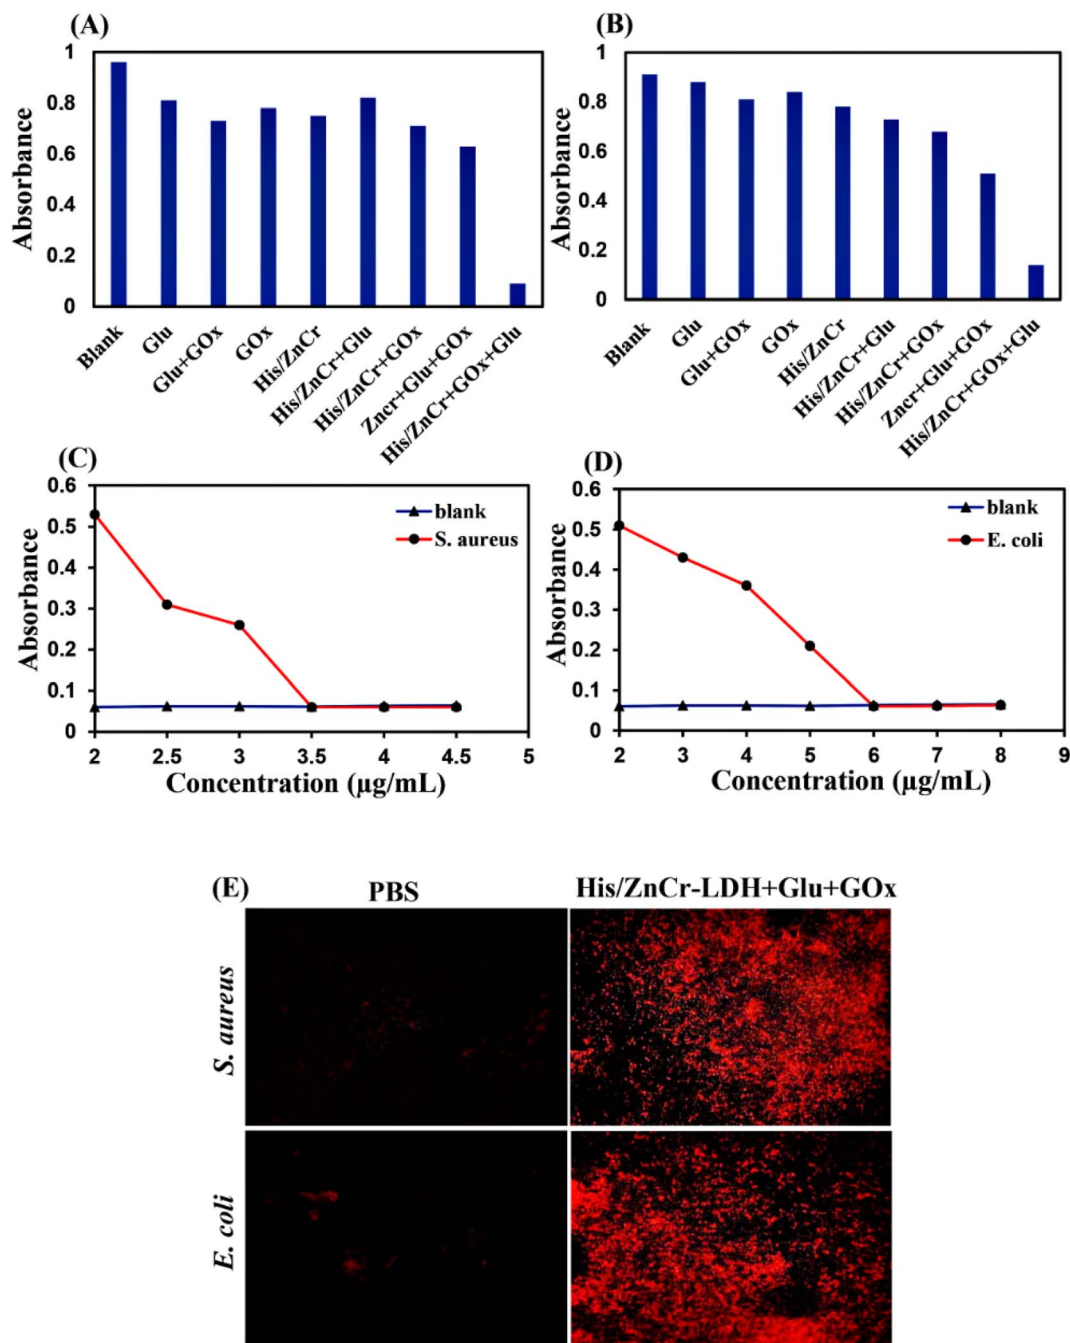 (A)
Absorbance
1
0.8
0.6
0.4
0.2
0
Blank
Glu
Glu+GOx
GOx
His/ZnCr
His/ZnCr+Glu
His/ZnCr+GOx
Zncr+Glu+GOx
His/ZnCr+GOx+Glu
(B)
Absorbance
1
0.8
0.6
0.4
0.2
0
Blank
Glu
Glu+GOx
GOx
His/ZnCr
His/ZnCr+Glu
His/ZnCr+GOx
Zncr+Glu+GOx
His/ZnCr+GOx+Glu
(C)
Absorbance
0.6
0.5
0.4
0.3
0.2
0.1
0
blank
S. aureus
2 2.5 3 3.5 4 4.5 5
Concentration (µg/mL)
(D)
Absorbance
0.6
0.5
0.4
0.3
0.2
0.1
0
blank
E. coli
2 3 4 5 6 7 8 9
Concentration (µg/mL)
(E)
PBS
His/ZnCr-LDH+Glu+GOx
S. aureus
E. coli